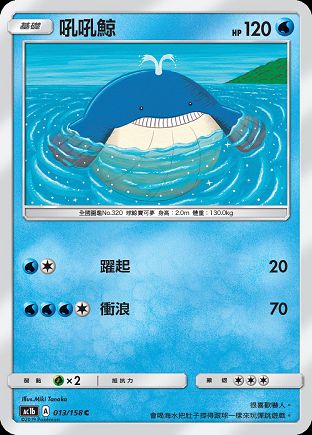 基礎 吼吼鯨 HP 120
全國圖鑑No.320 球鯨寶可夢 身高：2.0m 體重：130.0kg
躍起 20
衝浪 70
弱點 ×2 抵抗力 撤退
Illus.Miki Tanaka
很喜歡嚇人。
AC1b A 013/158 C
會喝海水把肚子撐得跟球一樣來玩彈跳遊戲。
©2019 Pokémon